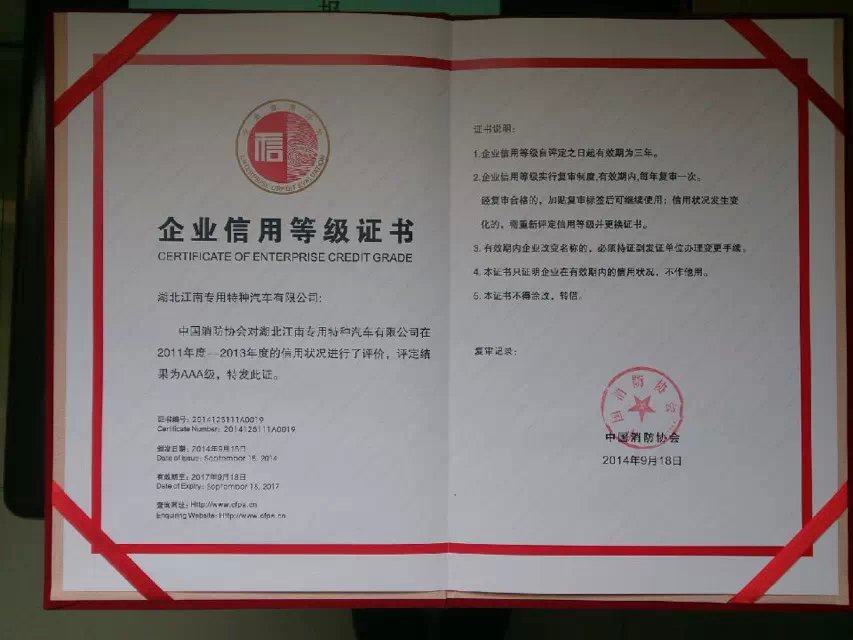 信
ENTERPRISE CREDIT EVALUATION
企业信用等级证书
CERTIFICATE OF ENTERPRISE CREDIT GRADE
湖北江南专用特种汽车有限公司:
中国消防协会对湖北江南专用特种汽车有限公司在
2011年度—2013年度的信用状况进行了评价，评定结
果为AAA级，特发此证。
证书编号: 2014125111A0019
Certificate Number: 2014125111A0019
颁发日期: 2014年9月18日
Date of Issue: September 18, 2014
有效期至: 2017年9月18日
Date of Expiry: September 18, 2017
查询网址: Http://www.cfpa.cn
Enquiring Website: Http://www.cfpa.cn
证书说明:
1.企业信用等级自评定之日起有效期为三年。
2.企业信用等级实行复审制度,有效期内,每年复审一次。
经复审合格的，加贴复审标签后可继续使用；信用状况发生变
化的，需重新评定信用等级并更换证书。
3. 有效期内企业改变名称的，必须持证到发证单位办理变更手续。
4. 本证书只证明企业在有效期内的信用状况，不作他用。
5. 本证书不得涂改，转借。
复审记录:
中国消防协会
中国消防协会
2014年9月18日